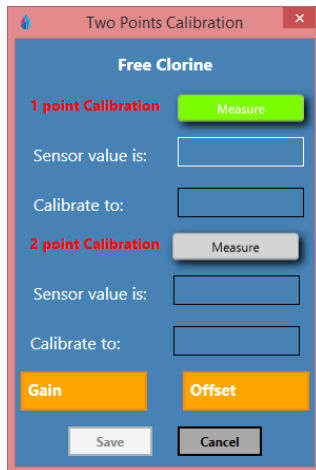 Two Points Calibration
Free Clorine
1 point Calibration Measure
Sensor value is:
Calibrate to:
2 point Calibration Measure
Sensor value is:
Calibrate to:
Gain Offset
Save Cancel